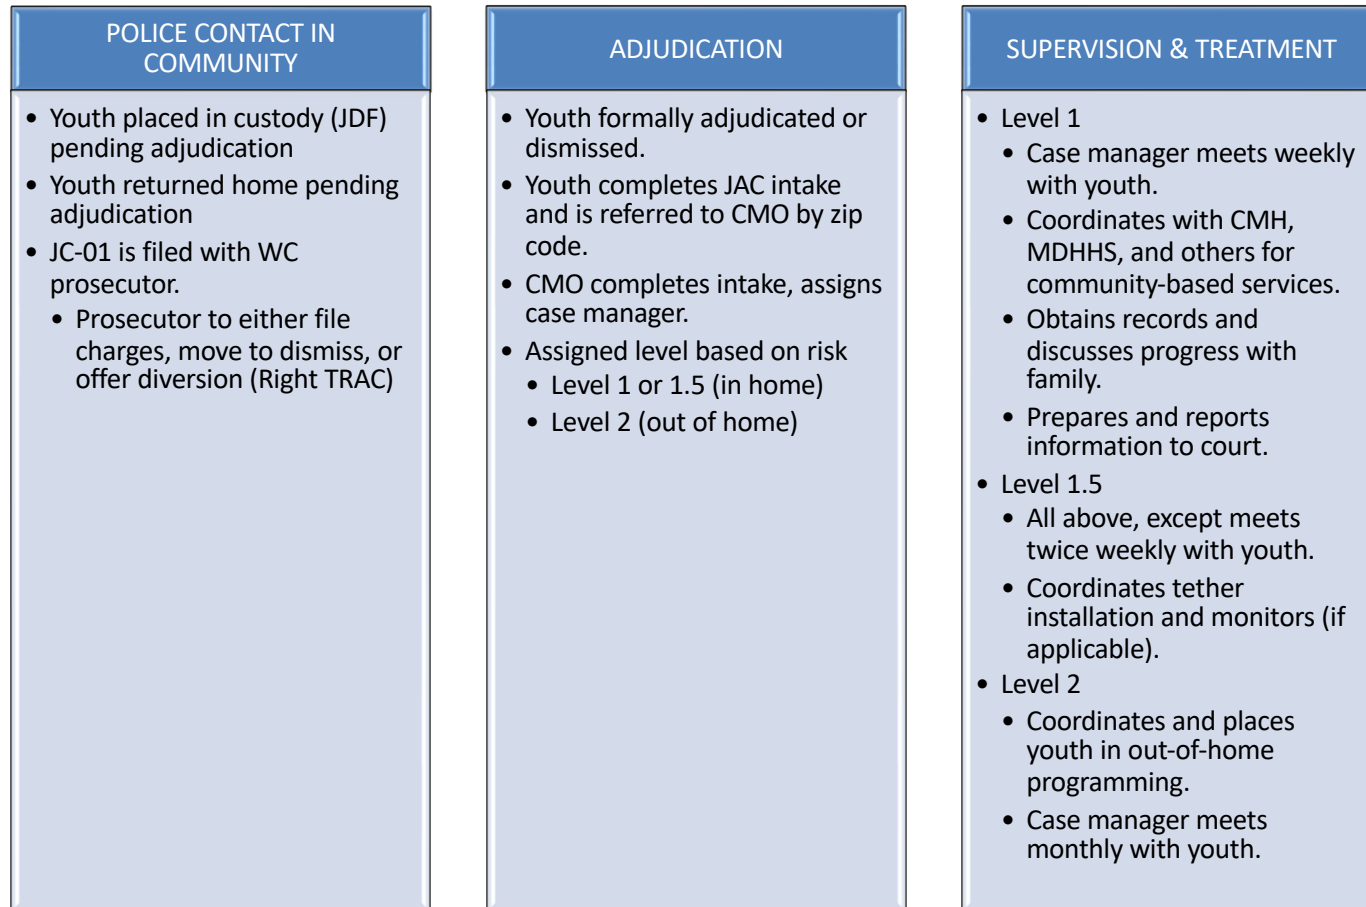 POLICE CONTACT IN
COMMUNITY
• Youth placed in custody (JDF)
pending adjudication
• Youth returned home pending
adjudication
• JC-01 is filed with WC
prosecutor.
• Prosecutor to either file
charges, move to dismiss, or
offer diversion (Right TRAC)
ADJUDICATION
• Youth formally adjudicated or
dismissed.
• Youth completes JAC intake
and is referred to CMO by zip
code.
• CMO completes intake, assigns
case manager.
• Assigned level based on risk
• Level 1 or 1.5 (in home)
• Level 2 (out of home)
SUPERVISION & TREATMENT
• Level 1
• Case manager meets weekly
with youth.
• Coordinates with CMH,
MDHHS, and others for
community-based services.
• Obtains records and
discusses progress with
family.
• Prepares and reports
information to court.
• Level 1.5
• All above, except meets
twice weekly with youth.
• Coordinates tether
installation and monitors (if
applicable).
• Level 2
• Coordinates and places
youth in out-of-home
programming.
• Case manager meets
monthly with youth.